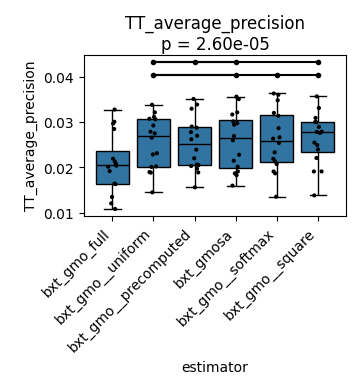 TT_average_precision
p = 2.60e-05
TT_average_precision
0.04
0.03
0.02
0.01
bxt_gmo_full
bxt_gmo__uniform
bxt_gmo__precomputed
bxt_gmosa
bxt_gmo__softmax
bxt_gmo__square
estimator